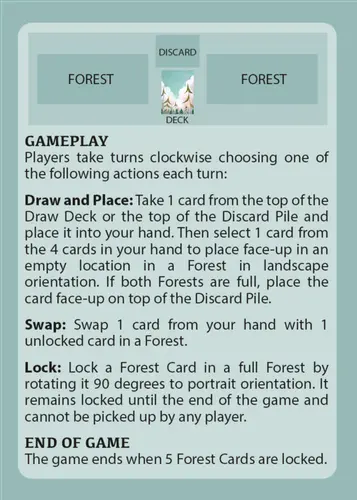 DISCARD
FOREST
FOREST
DECK
GAMEPLAY
Players take turns clockwise choosing one of
the following actions each turn:
Draw and Place: Take 1 card from the top of the
Draw Deck or the top of the Discard Pile and
place it into your hand. Then select 1 card from
the 4 cards in your hand to place face-up in an
empty location in a Forest in landscape
orientation. If both Forests are full, place the
card face-up on top of the Discard Pile.
Swap: Swap 1 card from your hand with 1
unlocked card in a Forest.
Lock: Lock a Forest Card in a full Forest by
rotating it 90 degrees to portrait orientation. It
remains locked until the end of the game and
cannot be picked up by any player.
END OF GAME
The game ends when 5 Forest Cards are locked.